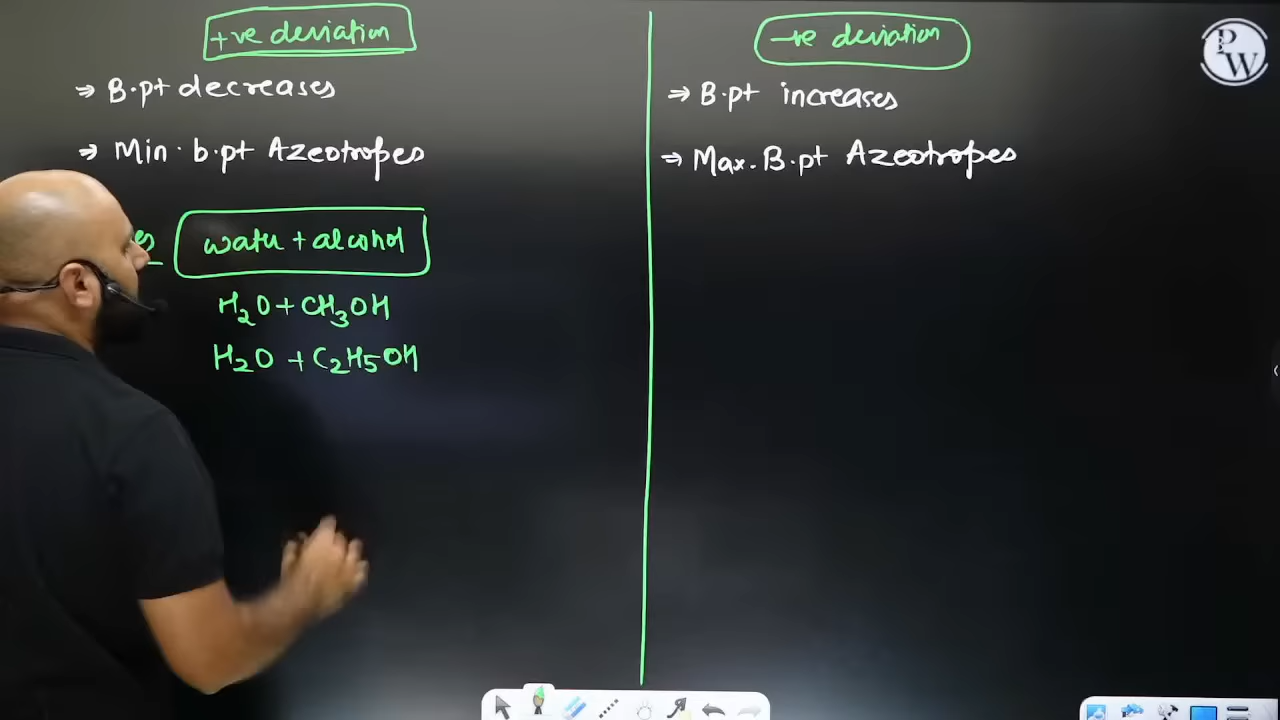 +ve deviation
⇒ B.pt decreases
⇒ Min. b.pt Azeotropes
water + alcohol
H₂O + CH₃OH
H₂O + C₂H₅OH
-ve deviation
⇒ B.pt increases
⇒ Max. B.pt Azeotropes
PW